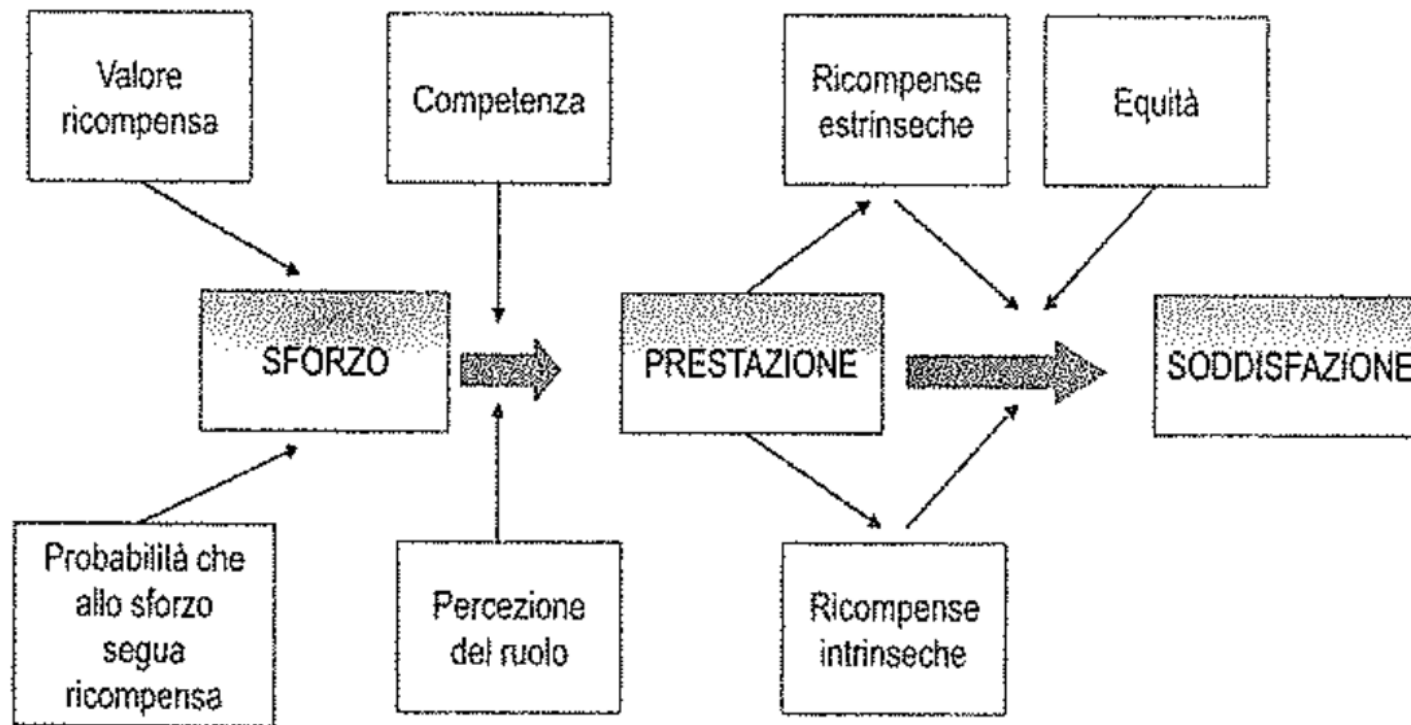 Valore
ricompensa
Competenza
Ricompense
estrinseche
Equità
SFORZO
PRESTAZIONE
SODDISFAZIONE
Probabilità che
allo sforzo
segua
ricompensa
Percezione
del ruolo
Ricompense
intrinseche